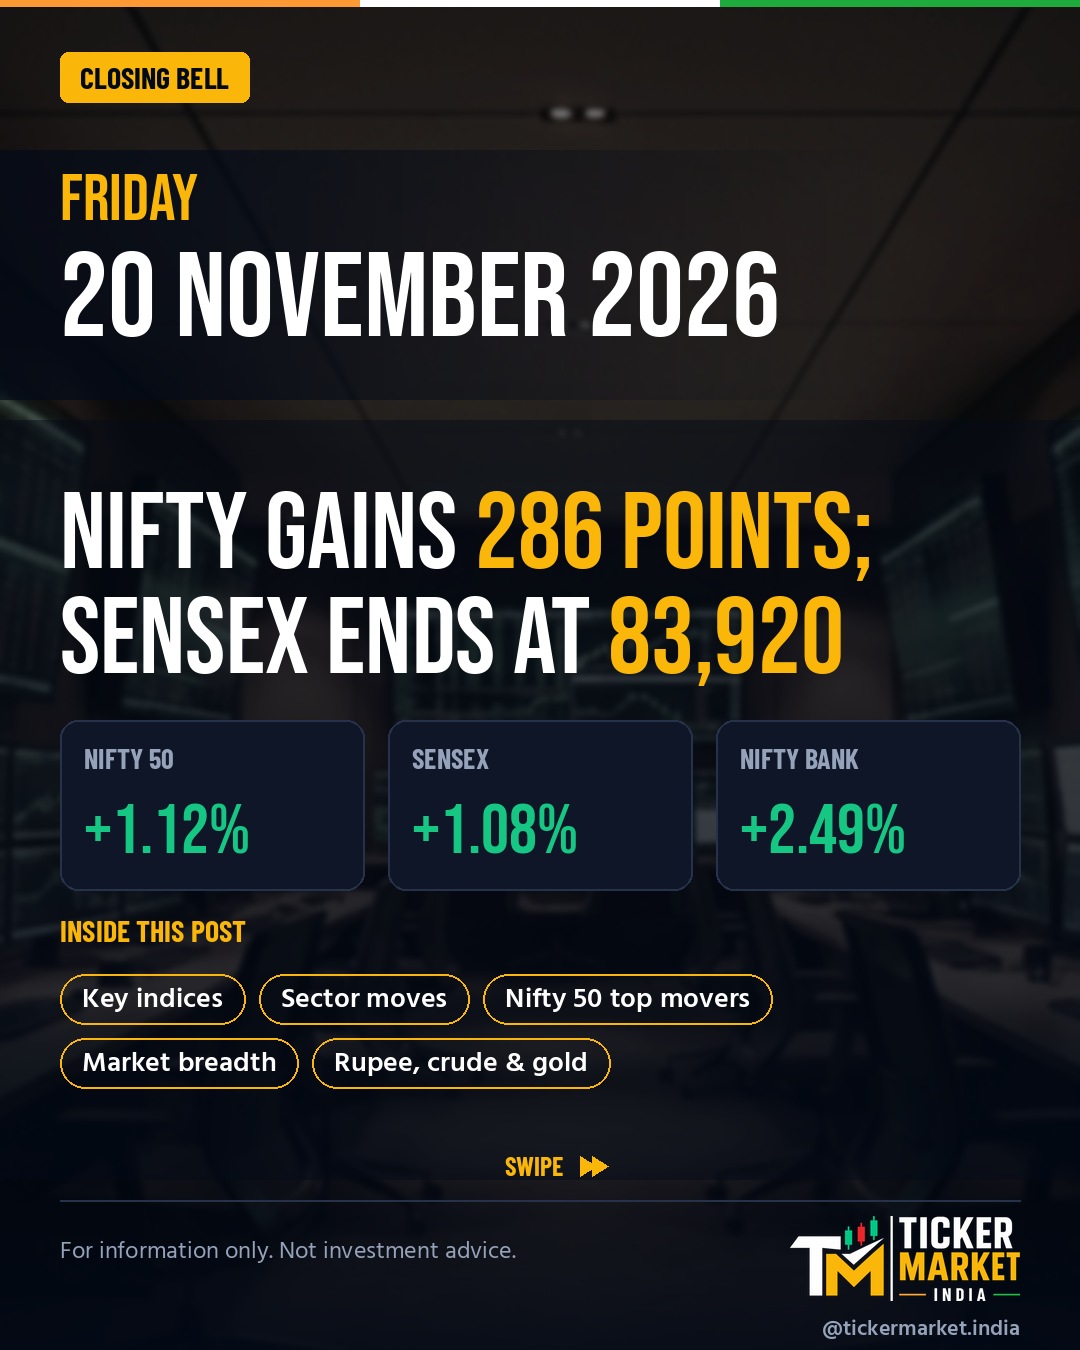 CLOSING BELL
FRIDAY
20 NOVEMBER 2026
NIFTY GAINS 286 POINTS;
SENSEX ENDS AT 83,920
NIFTY 50
+1.12%
SENSEX
+1.08%
NIFTY BANK
+2.49%
INSIDE THIS POST
Key indices
Sector moves
Nifty 50 top movers
Market breadth
Rupee, crude & gold
SWIPE
For information only. Not investment advice.
TM
TICKER
MARKET
INDIA
@tickermarket.india